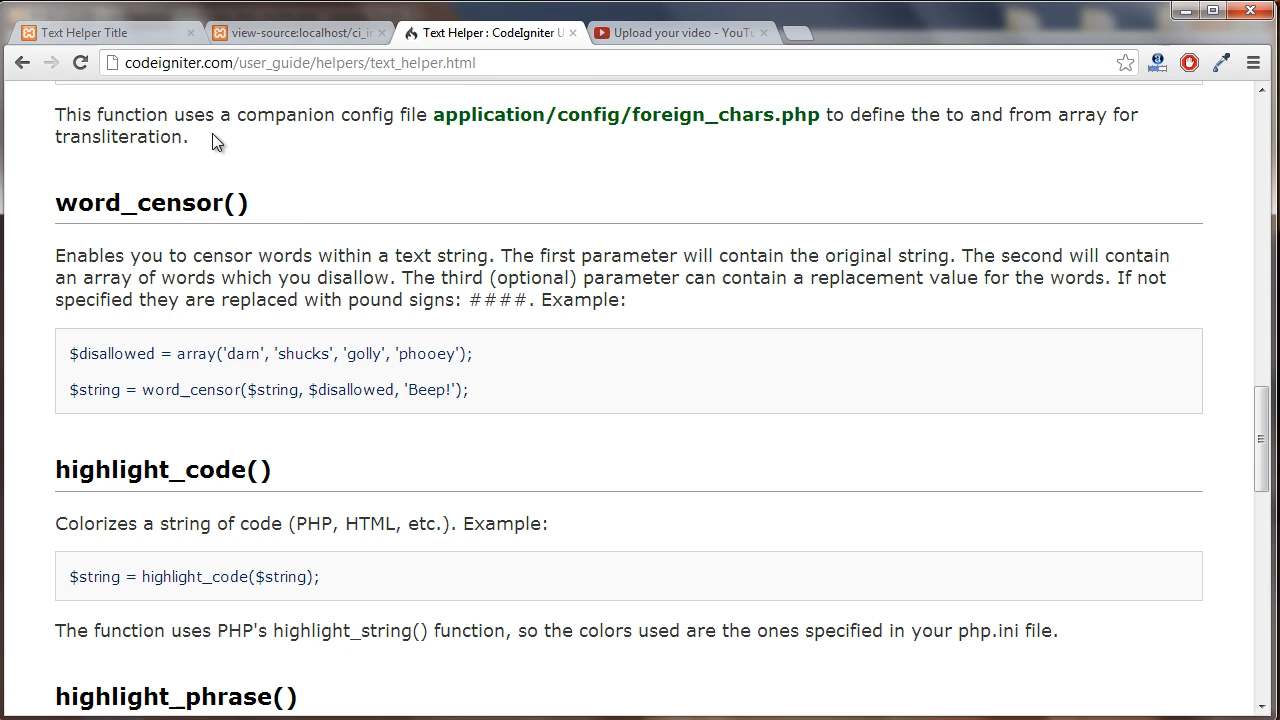 Text Helper Title
view-source:localhost/ci_ir
Text Helper : CodeIgniter U
Upload your video - YouTu
codeigniter.com/user_guide/helpers/text_helper.html
This function uses a companion config file application/config/foreign_chars.php to define the to and from array for
transliteration.
word_censor()
Enables you to censor words within a text string. The first parameter will contain the original string. The second will contain
an array of words which you disallow. The third (optional) parameter can contain a replacement value for the words. If not
specified they are replaced with pound signs: ####. Example:
$disallowed = array('darn', 'shucks', 'golly', 'phooey');
$string = word_censor($string, $disallowed, 'Beep!');
highlight_code()
Colorizes a string of code (PHP, HTML, etc.). Example:
$string = highlight_code($string);
The function uses PHP's highlight_string() function, so the colors used are the ones specified in your php.ini file.
highlight_phrase()